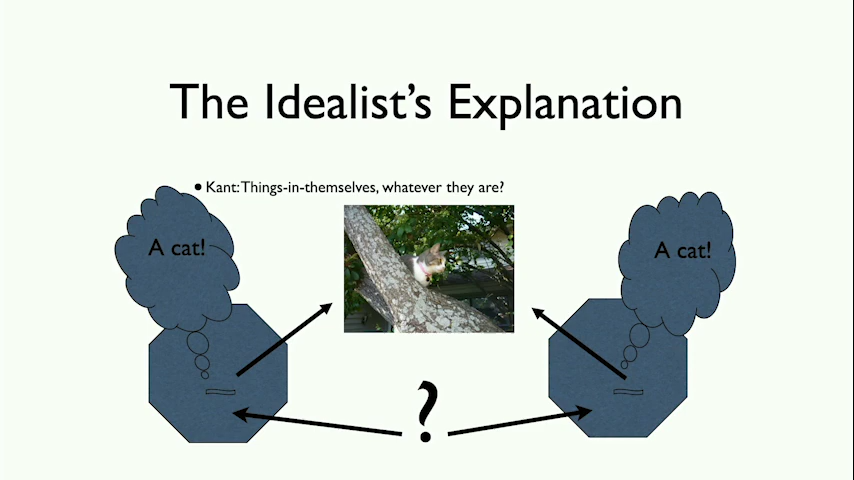 The Idealist's Explanation
• Kant: Things-in-themselves, whatever they are?
A cat!
A cat!
?